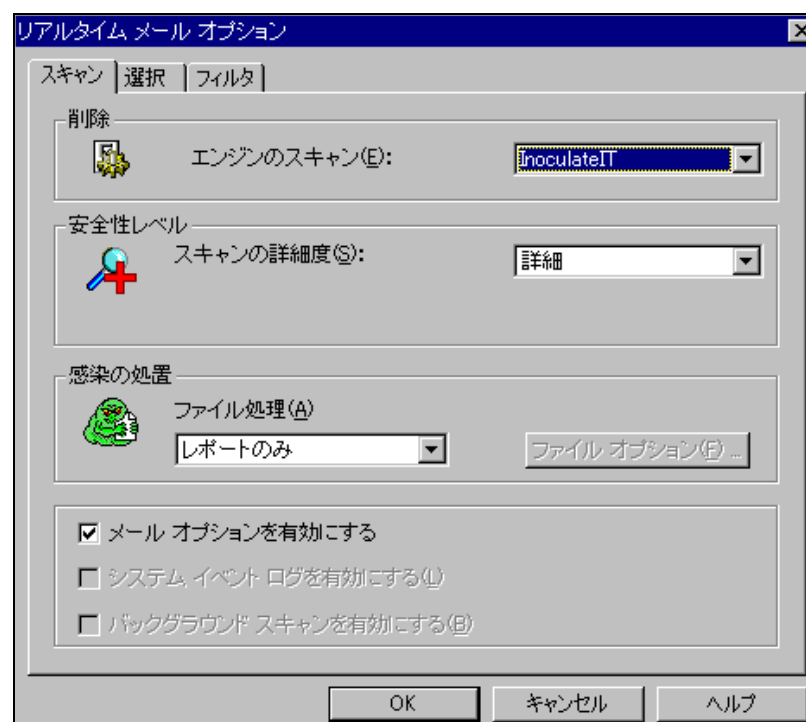 リアルタイム メール オプション
スキャン 選択 フィルタ
削除
エンジンのスキャン(E): InoculateIT
安全性レベル
スキャンの詳細度(S): 詳細
感染の処置
ファイル処理(A)
レポートのみ ファイル オプション(F) ...
メール オプションを有効にする
システム イベント ログを有効にする(L)
バックグラウンド スキャンを有効にする(B)
OK キャンセル ヘルプ